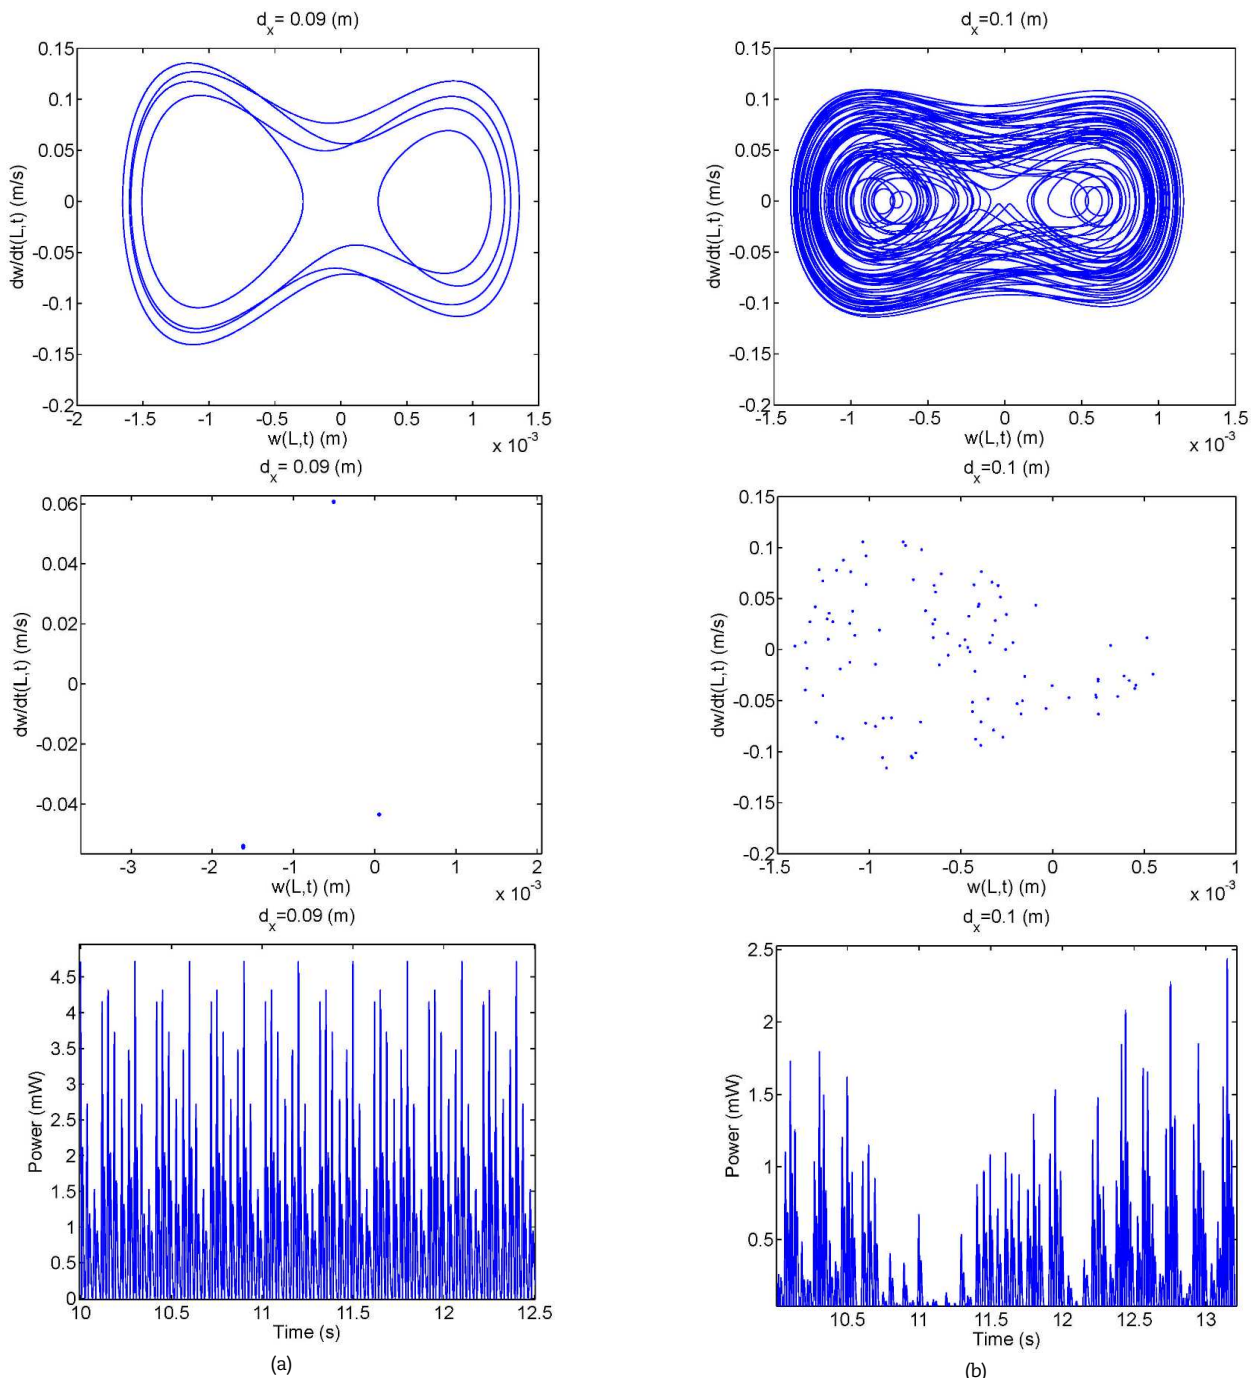 d_x= 0.09 (m)
0.15
0.1
0.05
0
-0.05
-0.1
-0.15
-0.2
dw/dt(L,t) (m/s)
-2 -1.5 -1 -0.5 0 0.5 1 1.5
w(L,t) (m)
x 10^-3
d_x=0.1 (m)
0.15
0.1
0.05
0
-0.05
-0.1
-0.15
-0.2
dw/dt(L,t) (m/s)
-1.5 -1 -0.5 0 0.5 1 1.5
w(L,t) (m)
x 10^-3
d_x= 0.09 (m)
0.06
0.04
0.02
0
-0.02
-0.04
dw/dt(L,t) (m/s)
-3 -2 -1 0 1 2
w(L,t) (m)
x 10^-3
d_x=0.1 (m)
0.15
0.1
0.05
0
-0.05
-0.1
-0.15
-0.2
dw/dt(L,t) (m/s)
-1.5 -1 -0.5 0 0.5 1
w(L,t) (m)
x 10^-3
d_x=0.09 (m)
4.5
4
3.5
3
2.5
2
1.5
1
0.5
0
Power (mW)
10 10.5 11 11.5 12 12.5
Time (s)
(a)
d_x=0.1 (m)
2.5
2
1.5
1
0.5
Power (mW)
10.5 11 11.5 12 12.5 13
Time (s)
(b)